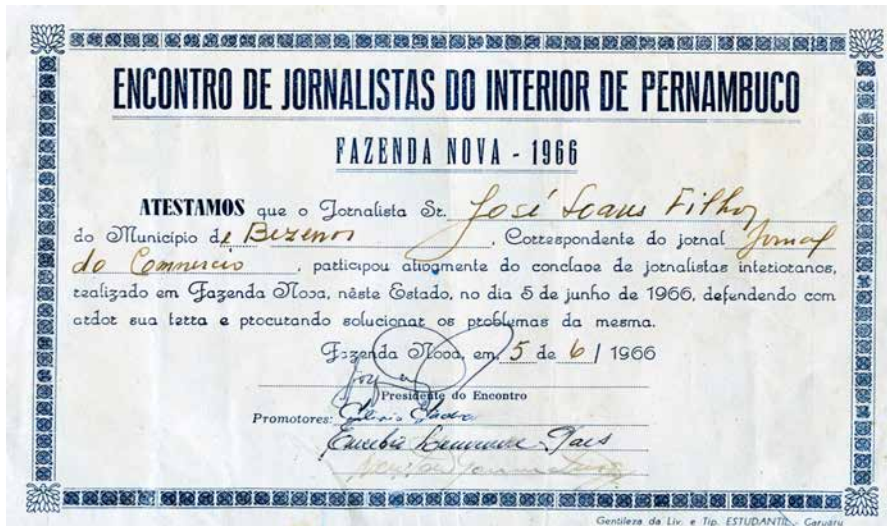 ENCONTRO DE JORNALISTAS DO INTERIOR DE PERNAMBUCO
FAZENDA NOVA - 1966
ATESTAMOS que o Jornalista Sr. José Filho
do Município de Bezerros, Correspondente do jornal Jornal
do Commercio, participou ativamente do conclave de jornalistas interioranos,
realizado em Fazenda Nova, nêste Estado, no dia 5 de junho de 1966, defendendo com
ardor sua terra e procurando solucionar os problemas da mesma.
Fazenda Nova, em 5 de 6 / 1966
Presidente do Encontro
Promotores:
Gentileza da Liv. e Tip. ESTUDANTIL - Caruaru